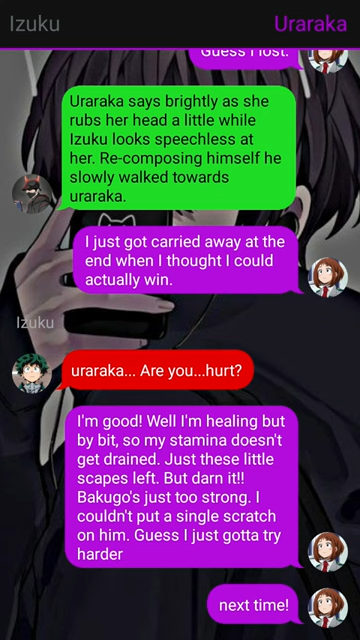 Izuku
Uraraka
Guess I lost.
Uraraka says brightly as she
rubs her head a little while
Izuku looks speechless at
her. Re-composing himself he
slowly walked towards
uraraka.
I just got carried away at the
end when I thought I could
actually win.
Izuku
uraraka... Are you...hurt?
I'm good! Well I'm healing but
by bit, so my stamina doesn't
get drained. Just these little
scapes left. But darn it!!
Bakugo's just too strong. I
couldn't put a single scratch
on him. Guess I just gotta try
harder
next time!